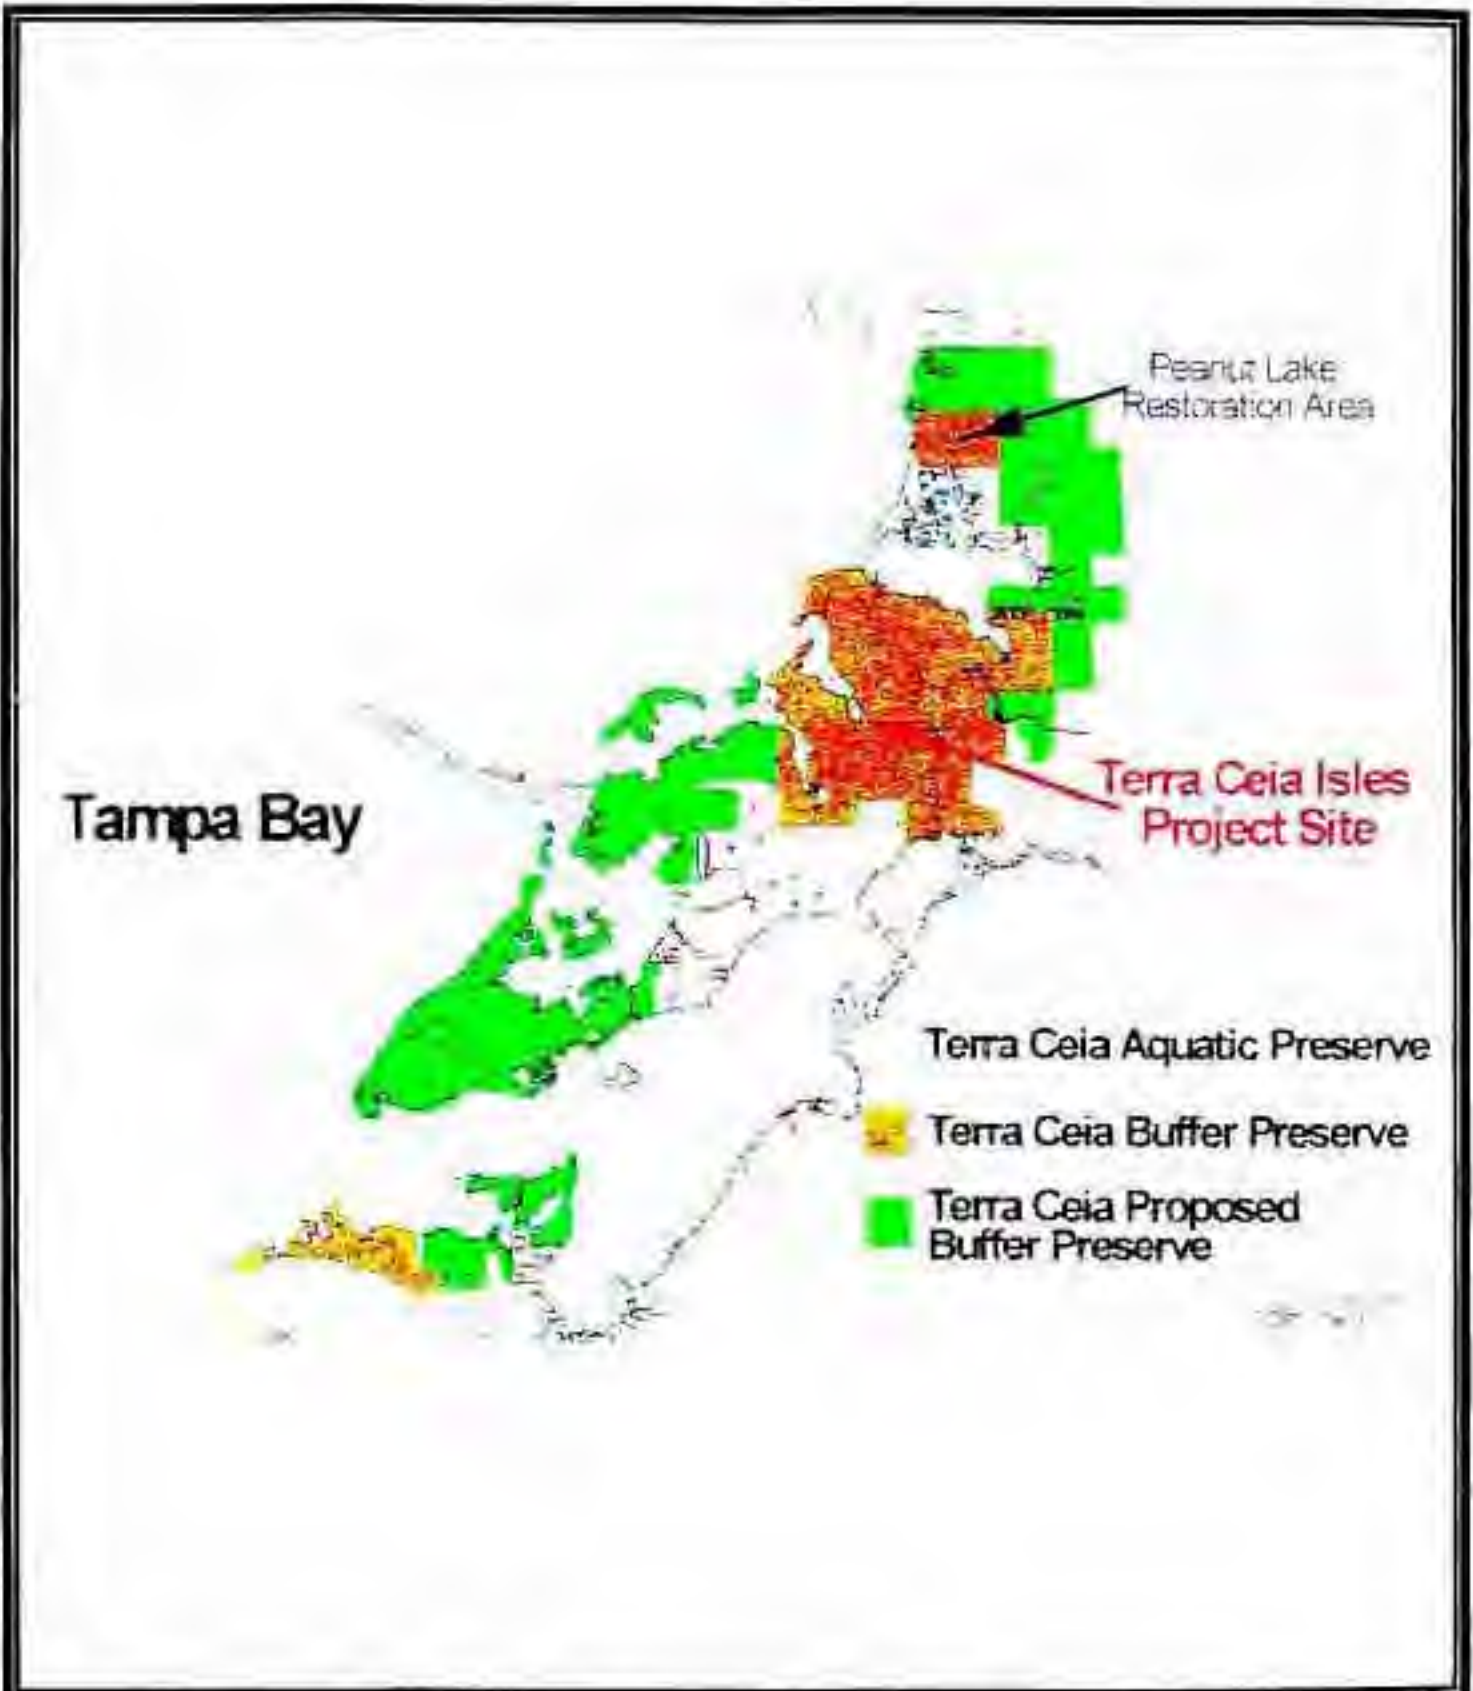 Peanut Lake
Restoration Area
Terra Ceia Isles
Project Site
Tampa Bay
Terra Ceia Aquatic Preserve
Terra Ceia Buffer Preserve
Terra Ceia Proposed
Buffer Preserve